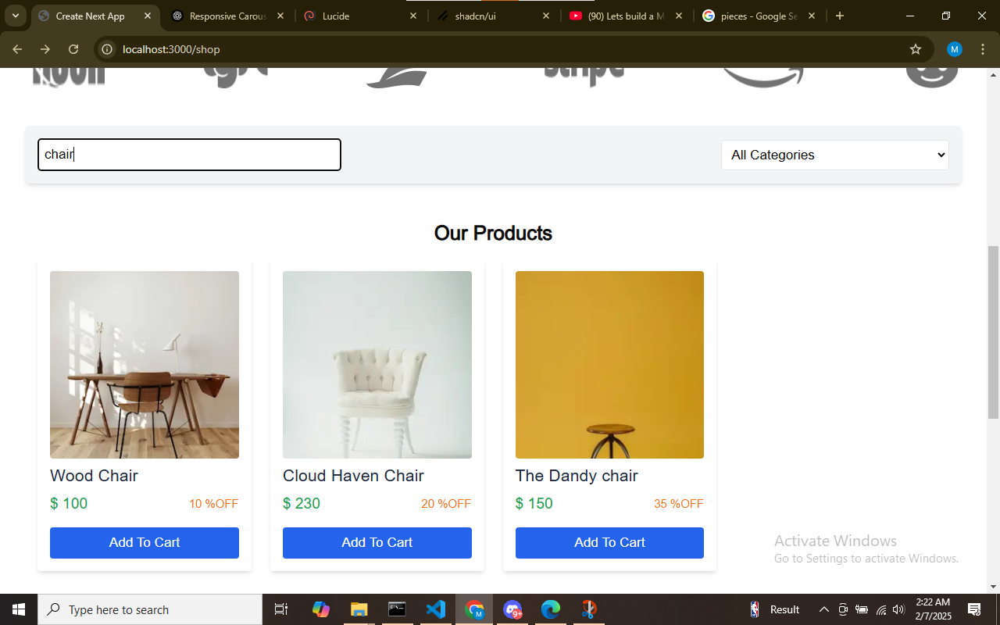 Create Next App
Responsive Carous
Lucide
shadcn/ui
(90) Lets build a M
pieces - Google Se
localhost:3000/shop
M
stripe
chair
All Categories
Our Products
Wood Chair
$ 100
10 %OFF
Add To Cart
Cloud Haven Chair
$ 230
20 %OFF
Add To Cart
The Dandy chair
$ 150
35 %OFF
Add To Cart
Activate Windows
Go to Settings to activate Windows.
Type here to search
M
9+
Result
2:22 AM
2/7/2025